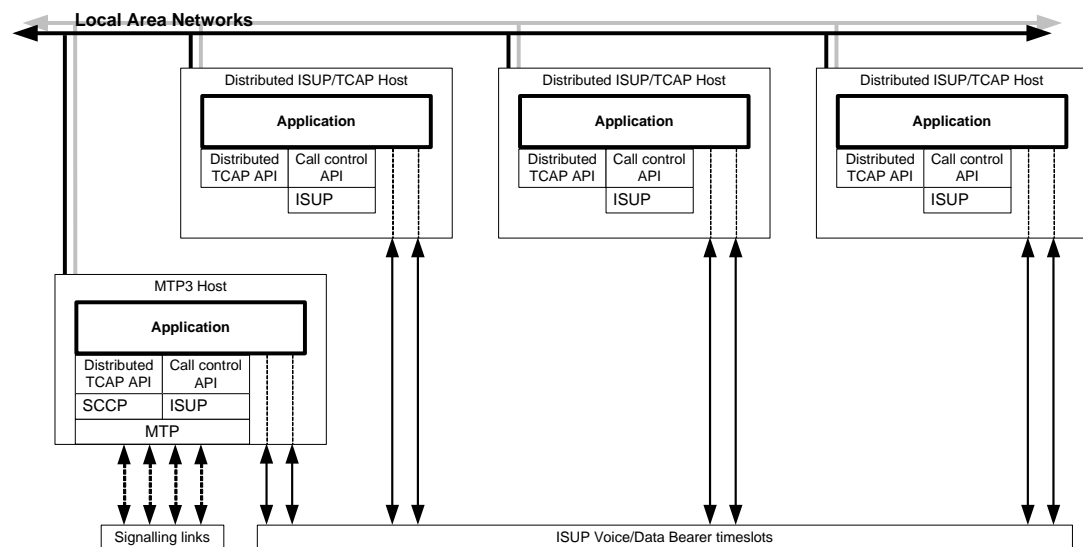 Local Area Networks
Distributed ISUP/TCAP Host
Application
Distributed
TCAP API
Call control
API
ISUP
Distributed ISUP/TCAP Host
Application
Distributed
TCAP API
Call control
API
ISUP
Distributed ISUP/TCAP Host
Application
Distributed
TCAP API
Call control
API
ISUP
MTP3 Host
Application
Distributed
TCAP API
Call control
API
SCCP
ISUP
MTP
Signalling links
ISUP Voice/Data Bearer timeslots